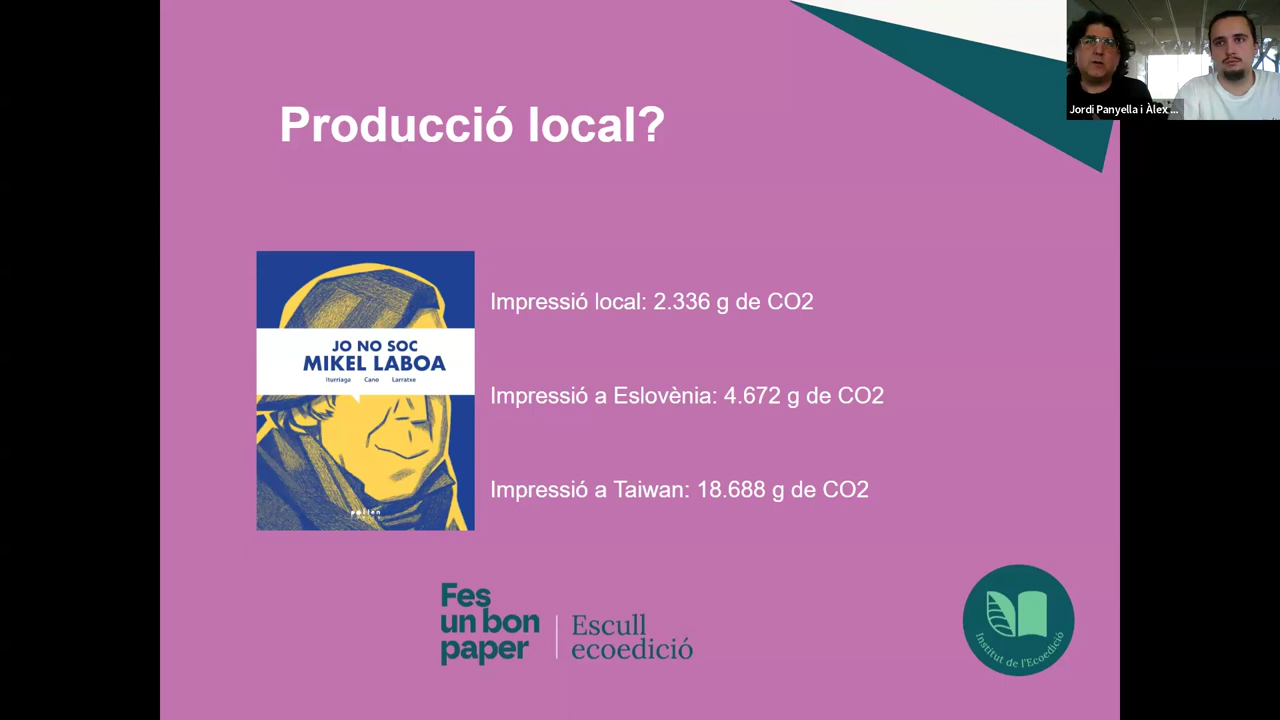 Producció local?
Jordi Panyella i Àlex ...
JO NO SOC
MIKEL LABOA
Iturriaga Cano Larratxe
pollen
Impressió local: 2.336 g de CO2
Impressió a Eslovènia: 4.672 g de CO2
Impressió a Taiwan: 18.688 g de CO2
Fes
un bon
paper
Escull
ecoedició
Institut de l'Ecoedició